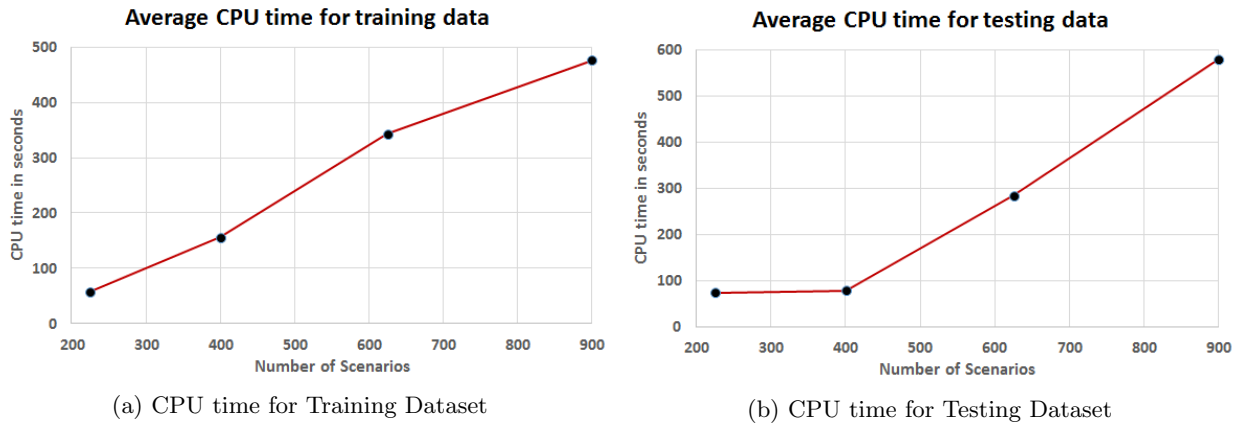 Average CPU time for training data
500
400
300
200
100
0
CPU time in seconds
200 300 400 500 600 700 800 900
Number of Scenarios
(a) CPU time for Training Dataset
Average CPU time for testing data
600
500
400
300
200
100
0
CPU time in seconds
200 300 400 500 600 700 800 900
Number of Scenarios
(b) CPU time for Testing Dataset